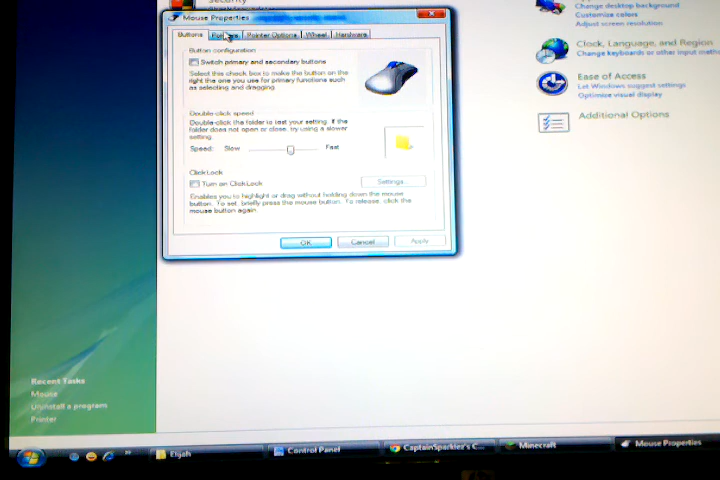 Security
Mouse Properties
Buttons
Pointers
Pointer Options
Wheel
Hardware
Button configuration
Switch primary and secondary buttons
Select this check box to make the button on the
right the one you use for primary functions such
as selecting and dragging.
Double-click speed
Double-click the folder to test your setting. If the
folder does not open or close, try using a slower
setting.
Speed: Slow Fast
ClickLock
Turn on ClickLock
Settings...
Enables you to highlight or drag without holding down the mouse
button. To set, briefly press the mouse button. To release, click the
mouse button again.
OK
Cancel
Apply
Change desktop background
Customize colors
Adjust screen resolution
Clock, Language, and Region
Change keyboards or other input
Ease of Access
Let Windows suggest settings
Optimize visual display
Additional Options
Recent Tasks
Mouse
Uninstall a program
Printer
Elijah
Control Panel
CaptainSparklez's C...
Minecraft
Mouse Properties